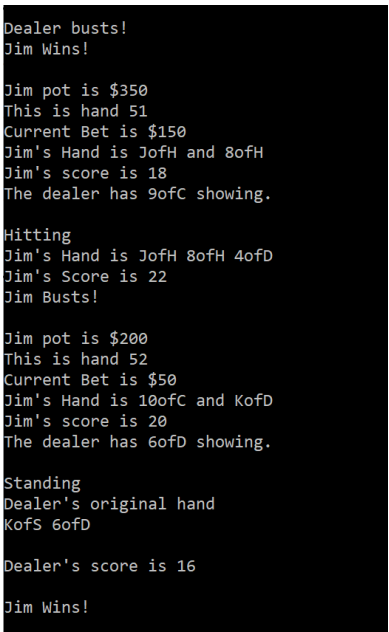 Dealer busts!
Jim Wins!
Jim pot is $350
This is hand 51
Current Bet is $150
Jim's Hand is JofH and 8ofH
Jim's score is 18
The dealer has 9ofC showing.
Hitting
Jim's Hand is JofH 8ofH 4ofD
Jim's Score is 22
Jim Busts!
Jim pot is $200
This is hand 52
Current Bet is $50
Jim's Hand is 10ofC and KofD
Jim's score is 20
The dealer has 6ofD showing.
Standing
Dealer's original hand
KofS 6ofD
Dealer's score is 16
Jim Wins!